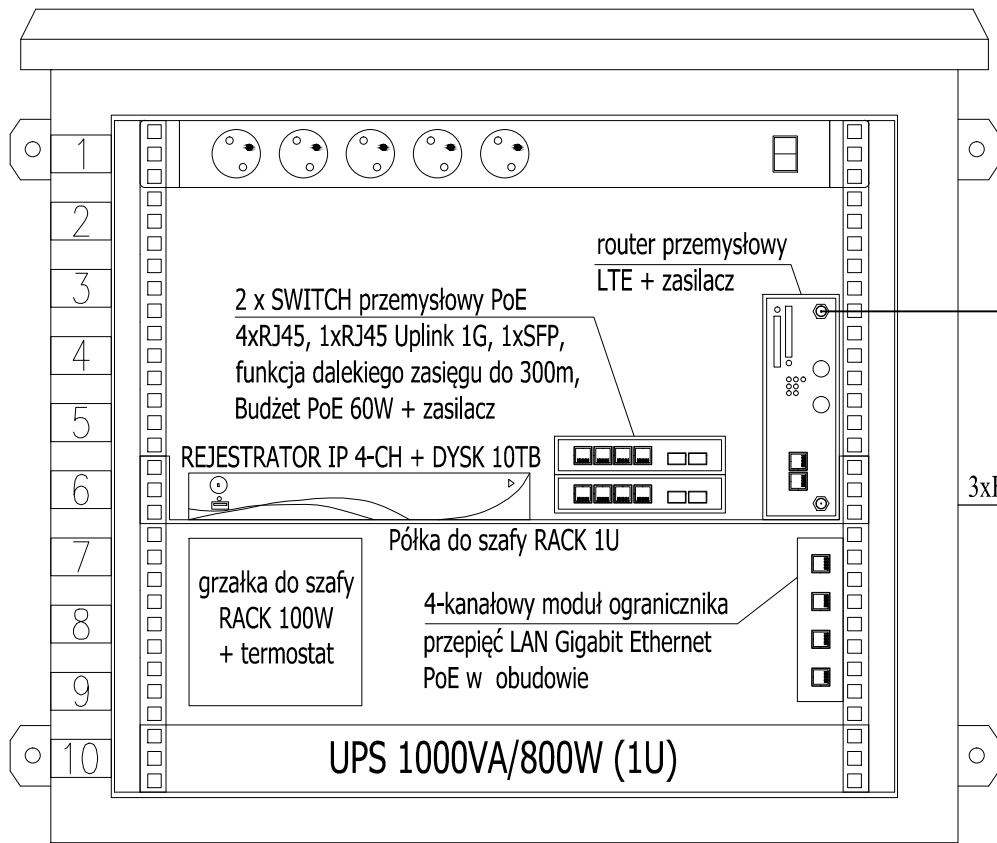 1
2
3
4
5
6
7
8
9
10
router przemysłowy
LTE + zasilacz
2 x SWITCH przemysłowy PoE
4xRJ45, 1xRJ45 Uplink 1G, 1xSFP,
funkcja dalekiego zasięgu do 300m,
Budżet PoE 60W + zasilacz
REJESTRATOR IP 4-CH + DYSK 10TB
Półka do szafy RACK 1U
grzałka do szafy
RACK 100W
+ termostat
4-kanałowy moduł ogranicznika
przepięć LAN Gigabit Ethernet
PoE w obudowie
UPS 1000VA/800W (1U)